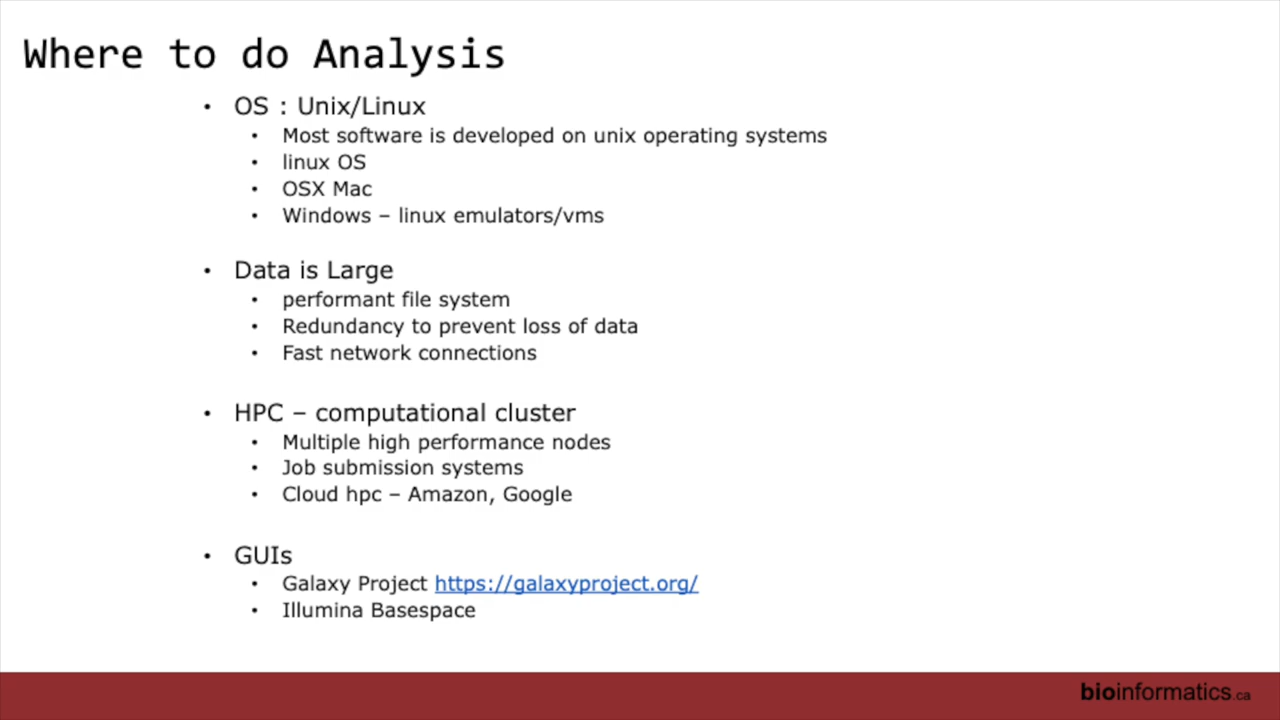 Where to do Analysis
• OS : Unix/Linux
• Most software is developed on unix operating systems
• linux OS
• OSX Mac
• Windows – linux emulators/vms
• Data is Large
• performant file system
• Redundancy to prevent loss of data
• Fast network connections
• HPC – computational cluster
• Multiple high performance nodes
• Job submission systems
• Cloud hpc – Amazon, Google
• GUIs
• Galaxy Project https://galaxyproject.org/
• Illumina Basespace
bioinformatics.ca